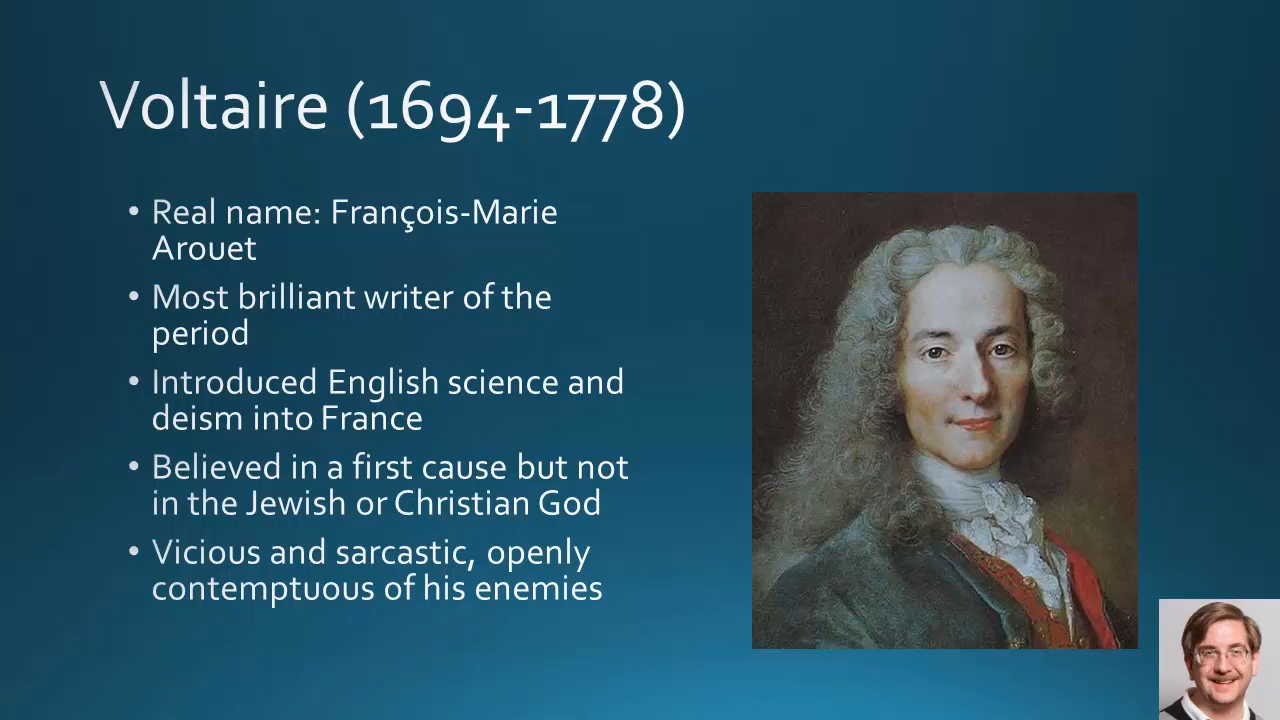 Voltaire (1694-1778)
• Real name: François-Marie
Arouet
• Most brilliant writer of the
period
• Introduced English science and
deism into France
• Believed in a first cause but not
in the Jewish or Christian God
• Vicious and sarcastic, openly
contemptuous of his enemies